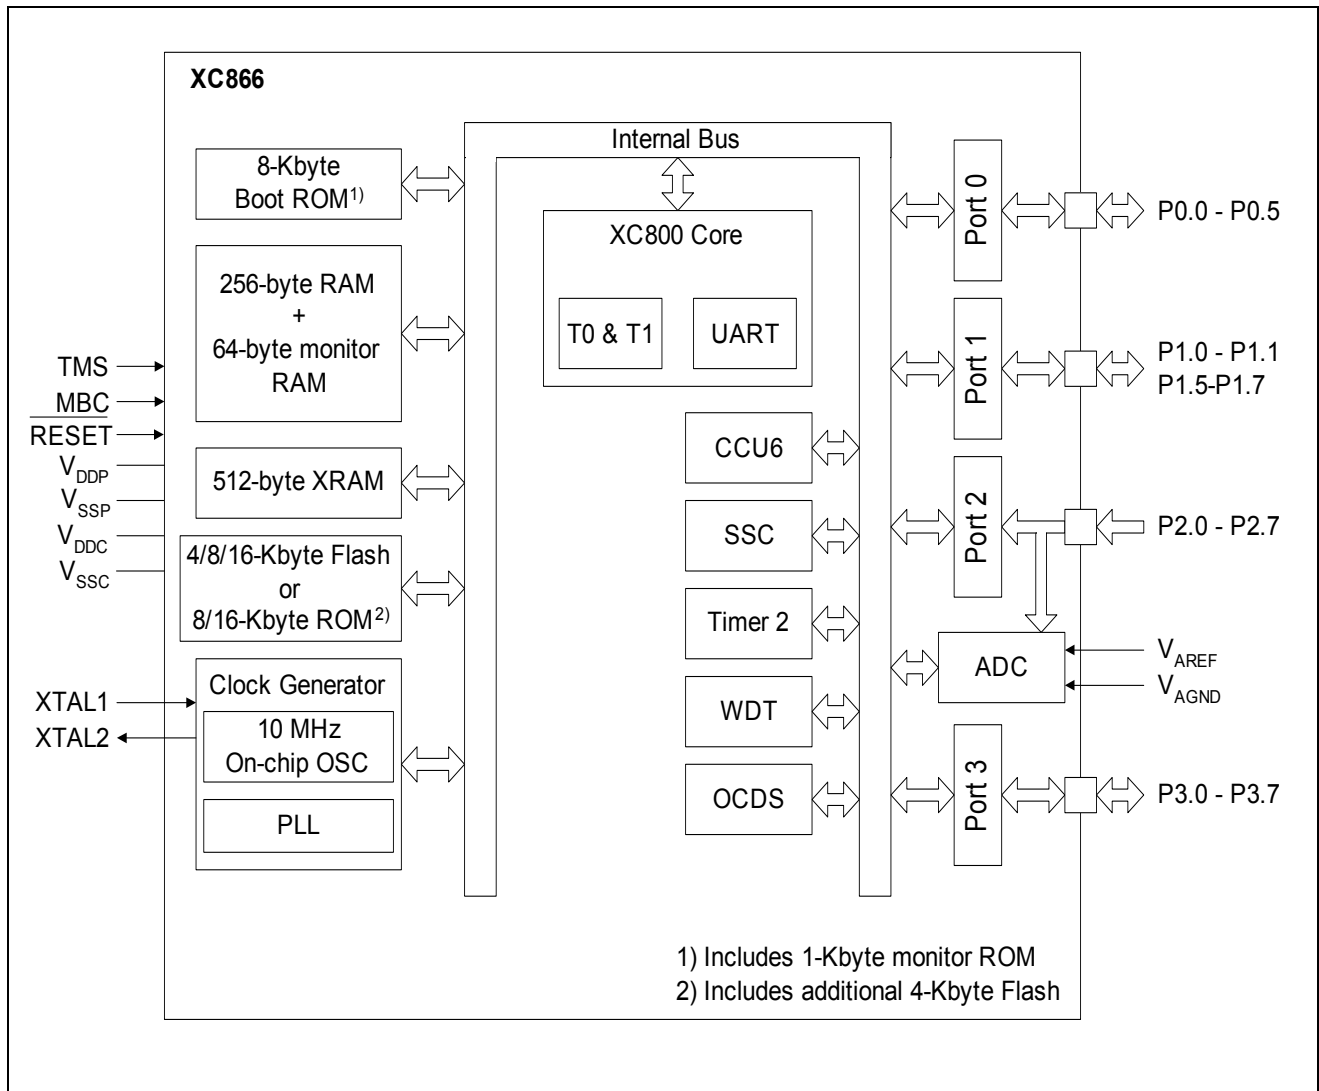 XC866
Internal Bus
8-Kbyte
Boot ROM1)
256-byte RAM
+
64-byte monitor
RAM
512-byte XRAM
4/8/16-Kbyte Flash
or
8/16-Kbyte ROM2)
Clock Generator
10 MHz
On-chip OSC
PLL
TMS
MBC
RESET
VDDP
VSSP
VDDC
VSSC
XTAL1
XTAL2
XC800 Core
T0 & T1
UART
CCU6
SSC
Timer 2
WDT
OCDS
Port 0
Port 1
Port 2
ADC
Port 3
P0.0 - P0.5
P1.0 - P1.1
P1.5-P1.7
P2.0 - P2.7
VAREF
VAGND
P3.0 - P3.7
1) Includes 1-Kbyte monitor ROM
2) Includes additional 4-Kbyte Flash